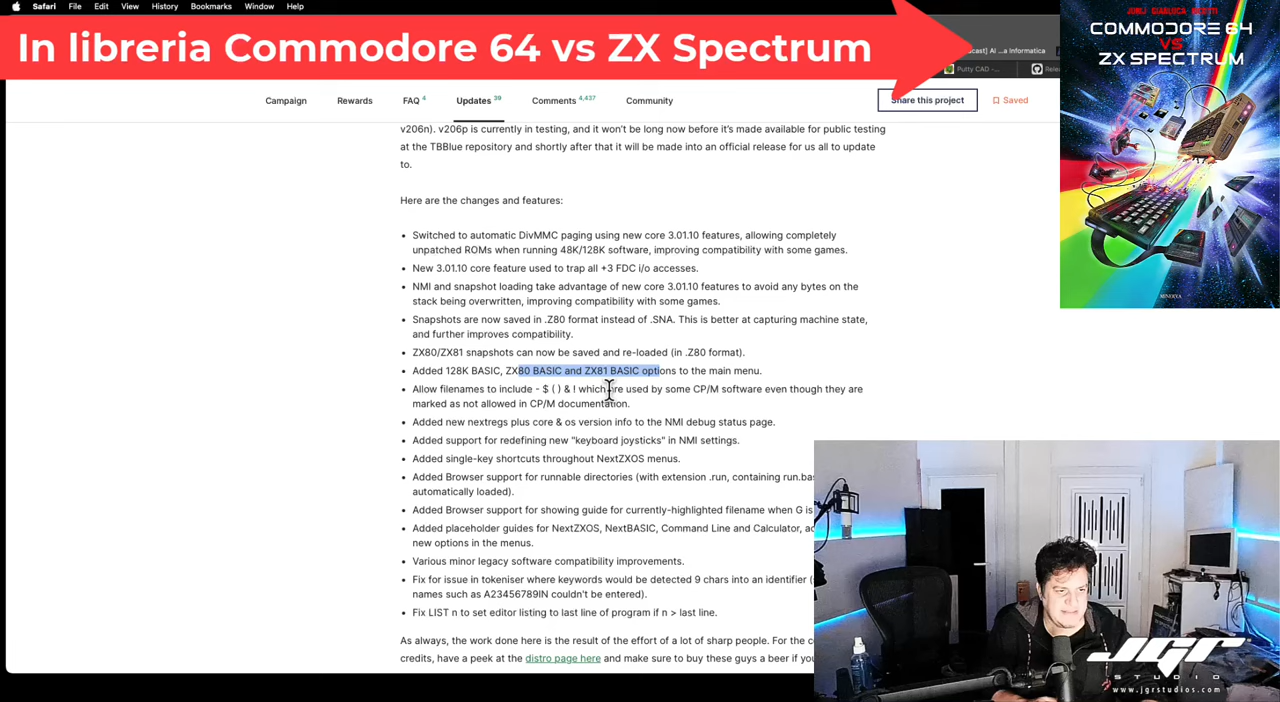 Safari File Edit View History Bookmarks Window Help
In libreria Commodore 64 vs ZX Spectrum
cast] AI ...a Informatica
Putty CAD -...
Campaign Rewards FAQ 4 Updates 39 Comments 4,437 Community
Share this project
Saved
v206n). v206p is currently in testing, and it won't be long now before it's made available for public testing
at the TBBlue repository and shortly after that it will be made into an official release for us all to update
to.
Here are the changes and features:
• Switched to automatic DivMMC paging using new core 3.01.10 features, allowing completely
unpatched ROMs when running 48K/128K software, improving compatibility with some games.
• New 3.01.10 core feature used to trap all +3 FDC i/o accesses.
• NMI and snapshot loading take advantage of new core 3.01.10 features to avoid any bytes on the
stack being overwritten, improving compatibility with some games.
• Snapshots are now saved in .Z80 format instead of .SNA. This is better at capturing machine state,
and further improves compatibility.
• ZX80/ZX81 snapshots can now be saved and re-loaded (in .Z80 format).
• Added 128K BASIC, ZX80 BASIC and ZX81 BASIC options to the main menu.
• Allow filenames to include - $ ( ) & ! which are used by some CP/M software even though they are
marked as not allowed in CP/M documentation.
• Added new nextregs plus core & os version info to the NMI debug status page.
• Added support for redefining new "keyboard joysticks" in NMI settings.
• Added single-key shortcuts throughout NextZXOS menus.
• Added Browser support for runnable directories (with extension .run, containing run.bas
automatically loaded).
• Added Browser support for showing guide for currently-highlighted filename when G is
• Added placeholder guides for NextZXOS, NextBASIC, Command Line and Calculator, ac
new options in the menus.
• Various minor legacy software compatibility improvements.
• Fix for issue in tokeniser where keywords would be detected 9 chars into an identifier (
names such as A23456789IN couldn't be entered).
• Fix LIST n to set editor listing to last line of program if n > last line.
As always, the work done here is the result of the effort of a lot of sharp people. For the c
credits, have a peek at the distro page here and make sure to buy these guys a beer if you
COMMODORE 64
VS
ZX SPECTRUM
MINERVA
JGR
STUDIO
www.jgrstudios.com